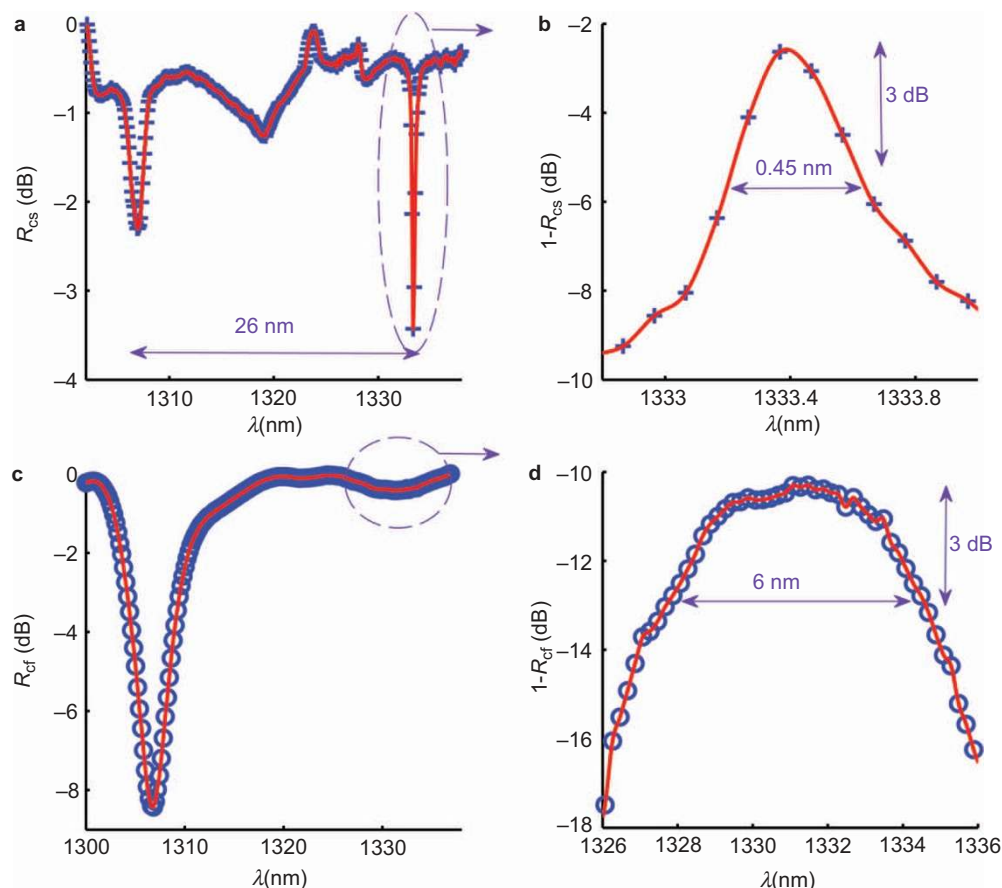 a
0
–1
–2
–3
–4
R_cs (dB)
26 nm
1310
1320
1330
λ(nm)
b
–2
–4
–6
–8
–10
1-R_cs (dB)
3 dB
0.45 nm
1333
1333.4
1333.8
λ(nm)
c
0
–2
–4
–6
–8
R_cf (dB)
1300
1310
1320
1330
λ(nm)
d
–10
–12
–14
–16
–18
1-R_cf (dB)
3 dB
6 nm
1326
1328
1330
1332
1334
1336
λ(nm)